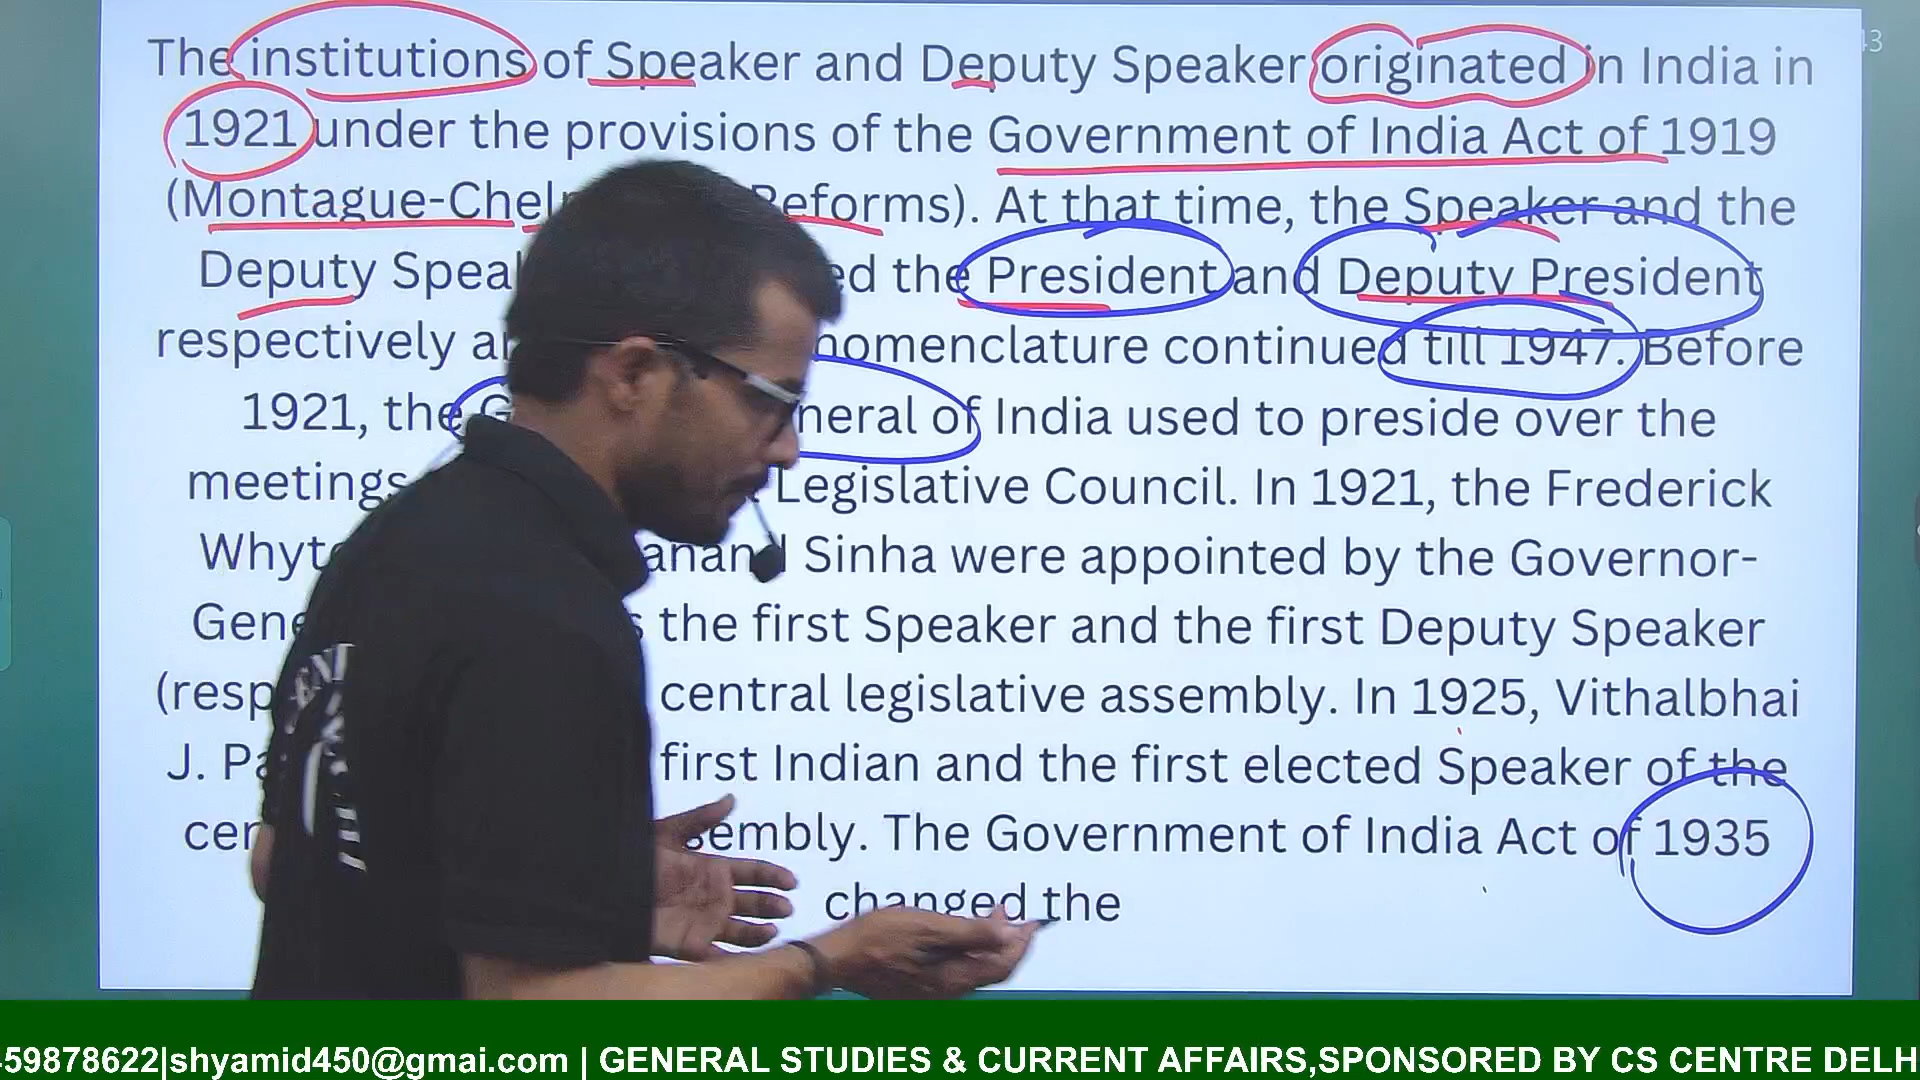 The institutions of Speaker and Deputy Speaker originated in India in
1921 under the provisions of the Government of India Act of 1919
(Montague-Chel Reforms). At that time, the Speaker and the
Deputy Speak ed the President and Deputy President
respectively a nomenclature continued till 1947. Before
1921, the G neral of India used to preside over the
meetings Legislative Council. In 1921, the Frederick
Whyt anand Sinha were appointed by the Governor-
Gene s the first Speaker and the first Deputy Speaker
(resp central legislative assembly. In 1925, Vithalbhai
J. Pa first Indian and the first elected Speaker of the
cen sembly. The Government of India Act of 1935
changed the
43
59878622|shyamid450@gmai.com | GENERAL STUDIES & CURRENT AFFAIRS,SPONSORED BY CS CENTRE DELH